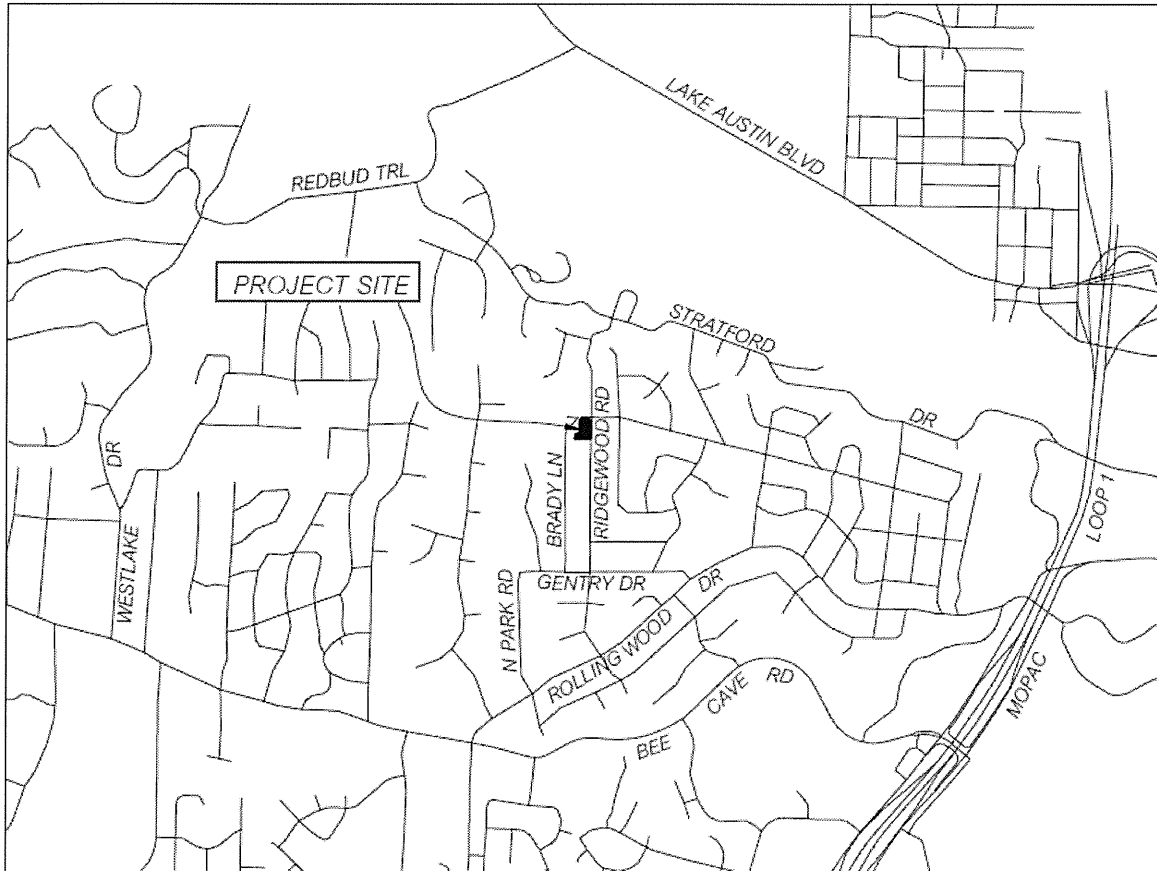 LAKE AUSTIN BLVD
REDBUD TRL
PROJECT SITE
STRATFORD
DR
RIDGEWOOD RD
BRADY LN
DR
WESTLAKE
LOOP 1
GENTRY DR
DR
N PARK RD
ROLLING WOOD
CAVE
RD
MOPAC
BEE